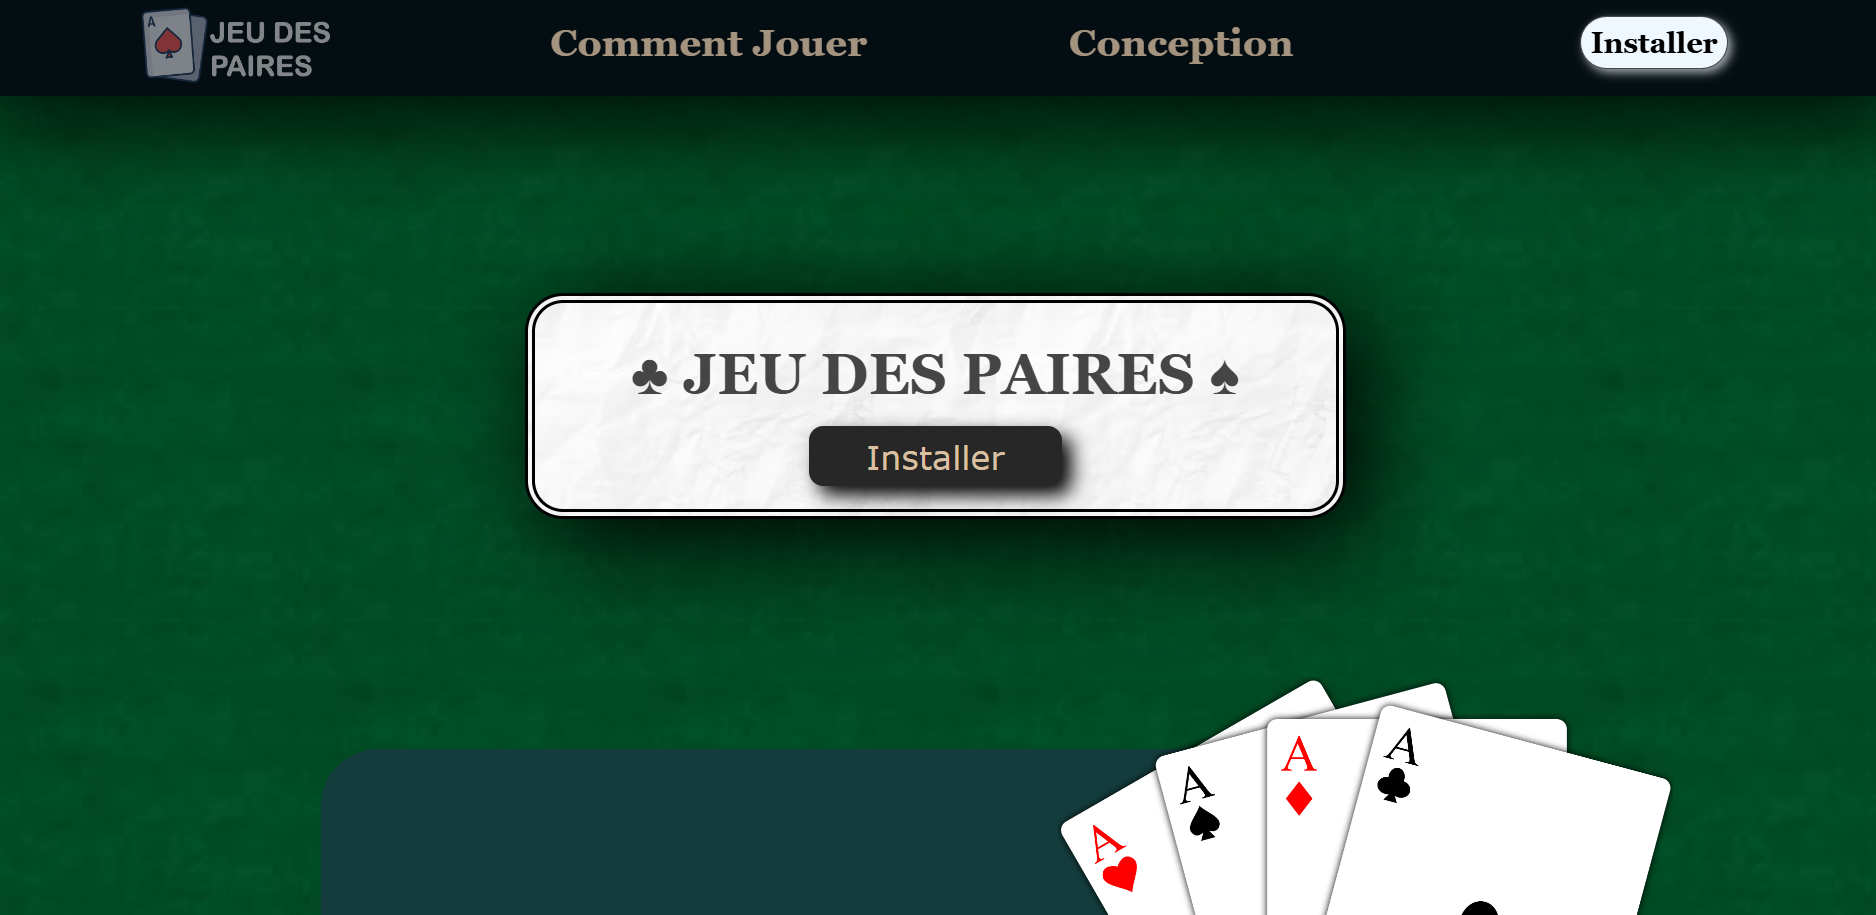 A
JEU DES
PAIRES
Comment Jouer
Conception
Installer
♣ JEU DES PAIRES ♠
Installer
A
A
A
A